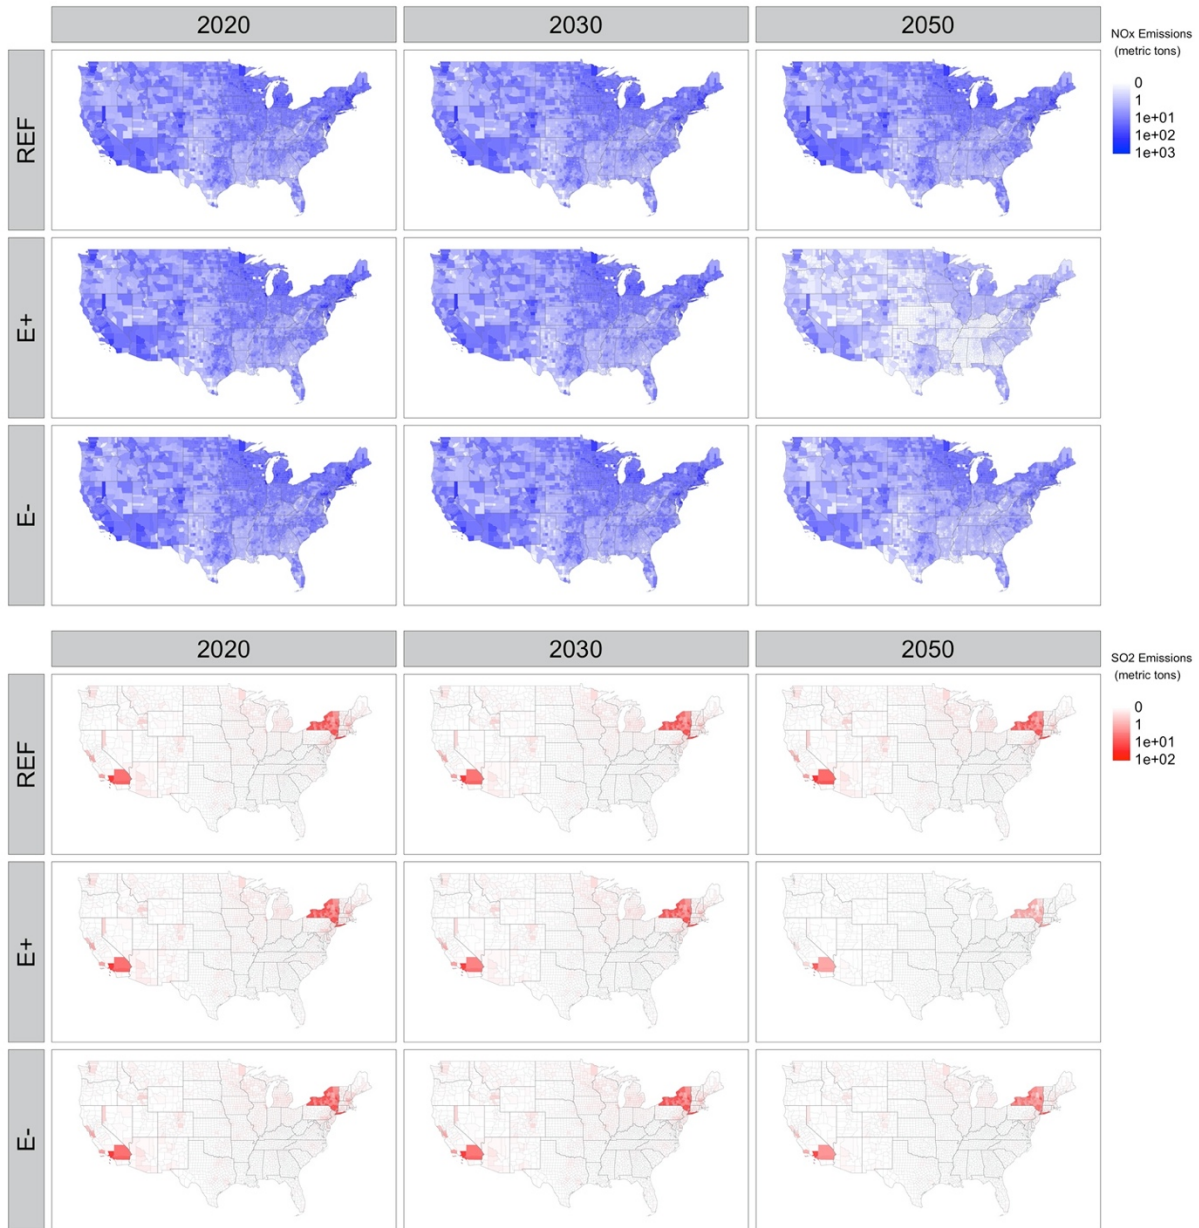 2020 2030 2050
NOx Emissions
(metric tons)
0
1
1e+01
1e+02
1e+03
REF
E+
E-
2020 2030 2050
SO2 Emissions
(metric tons)
0
1
1e+01
1e+02
REF
E+
E-